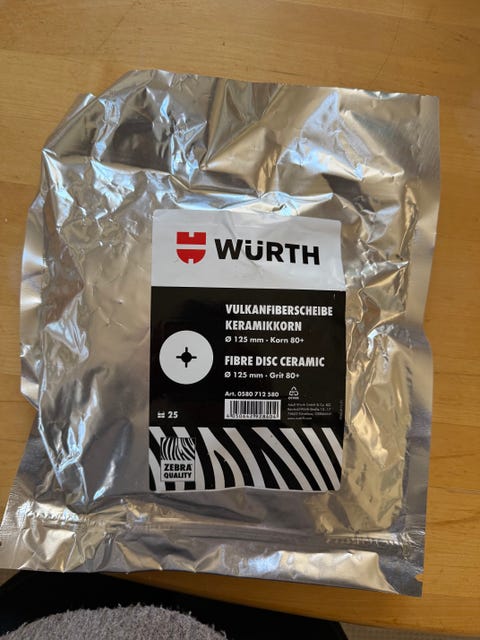 WÜRTH
VULKANFIBERSCHEIBE
KERAMIKKORN
Ø 125 mm · Korn 80+
FIBRE DISC CERAMIC
Ø 125 mm · Grit 80+
Art. 0580 712 580
25
ZEBRA
QUALITY